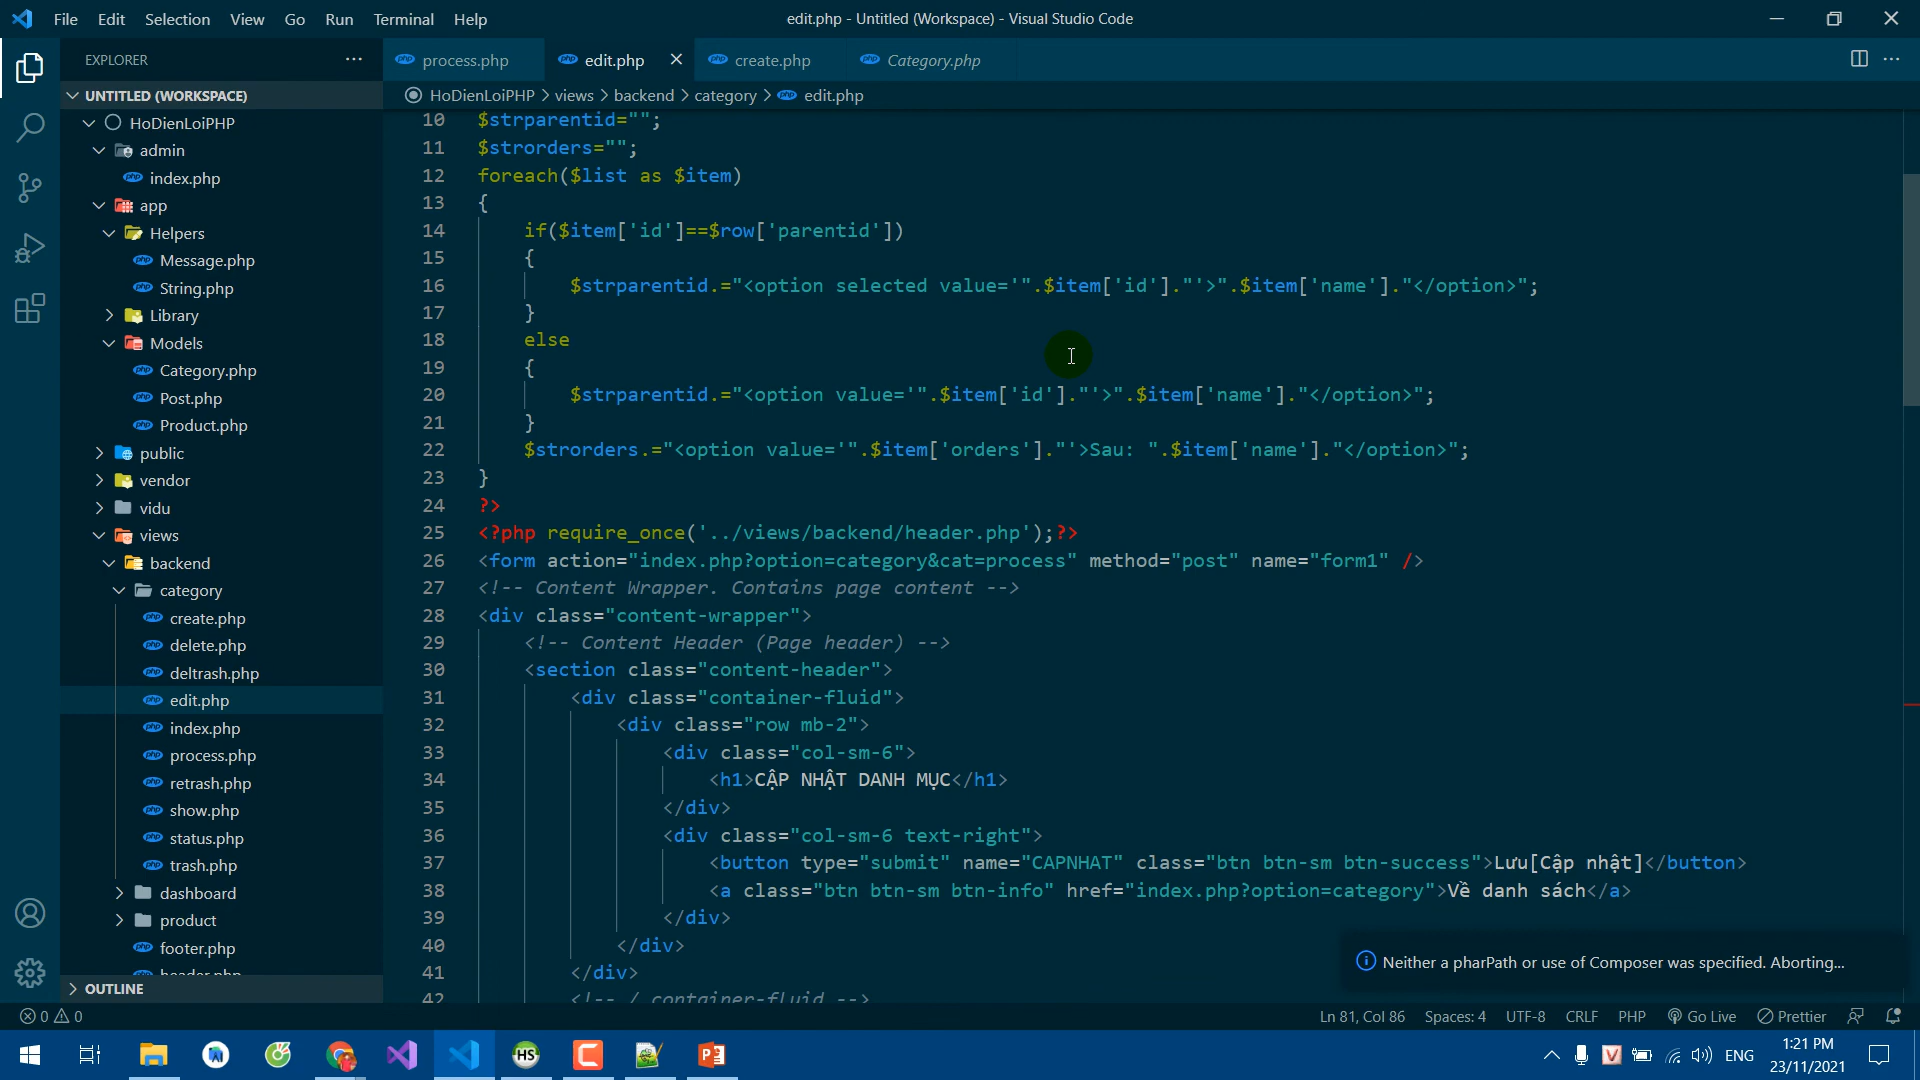 File Edit Selection View Go Run Terminal Help
edit.php - Untitled (Workspace) - Visual Studio Code
EXPLORER
process.php
edit.php
create.php
Category.php
UNTITLED (WORKSPACE)
HoDienLoiPHP > views > backend > category > edit.php
HoDienLoiPHP
admin
index.php
app
Helpers
Message.php
String.php
Library
Models
Category.php
Post.php
Product.php
public
vendor
vidu
views
backend
category
create.php
delete.php
deltrash.php
edit.php
index.php
process.php
retrash.php
show.php
status.php
trash.php
dashboard
product
footer.php
header.php
OUTLINE
10 $strparentid="";
11 $strorders="";
12 foreach($list as $item)
13 {
14 if($item['id']==$row['parentid'])
15 {
16 $strparentid.="<option selected value='".$item['id']."'>".$item['name']."</option>";
17 }
18 else
19 {
20 $strparentid.="<option value='".$item['id']."'>".$item['name']."</option>";
21 }
22 $strorders.="<option value='".$item['orders']."'>Sau: ".$item['name']."</option>";
23 }
24 ?>
25 <?php require_once('../views/backend/header.php');?>
26 <form action="index.php?option=category&cat=process" method="post" name="form1" />
27 <!-- Content Wrapper. Contains page content -->
28 <div class="content-wrapper">
29 <!-- Content Header (Page header) -->
30 <section class="content-header">
31 <div class="container-fluid">
32 <div class="row mb-2">
33 <div class="col-sm-6">
34 <h1>CẬP NHẬT DANH MỤC</h1>
35 </div>
36 <div class="col-sm-6 text-right">
37 <button type="submit" name="CAPNHAT" class="btn btn-sm btn-success">Lưu[Cập nhật]</button>
38 <a class="btn btn-sm btn-info" href="index.php?option=category">Về danh sách</a>
39 </div>
40 </div>
41 </div>
42 <!-- / container-fluid -->
Neither a pharPath or use of Composer was specified. Aborting...
0 0
Ln 81, Col 86 Spaces: 4 UTF-8 CRLF PHP Go Live Prettier
HS
V
ENG
1:21 PM
23/11/2021